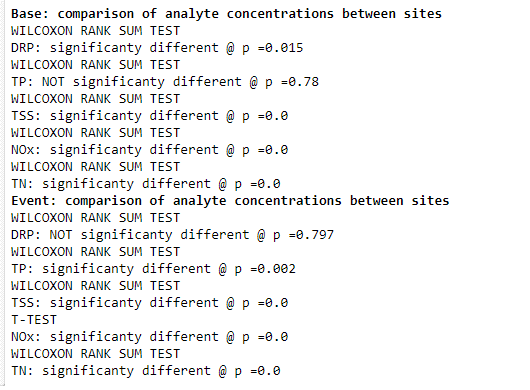 Base: comparison of analyte concentrations between sites
WILCOXON RANK SUM TEST
DRP: significanty different @ p =0.015
WILCOXON RANK SUM TEST
TP: NOT significanty different @ p =0.78
WILCOXON RANK SUM TEST
TSS: significanty different @ p =0.0
WILCOXON RANK SUM TEST
NOx: significanty different @ p =0.0
WILCOXON RANK SUM TEST
TN: significanty different @ p =0.0
Event: comparison of analyte concentrations between sites
WILCOXON RANK SUM TEST
DRP: NOT significanty different @ p =0.797
WILCOXON RANK SUM TEST
TP: significanty different @ p =0.002
WILCOXON RANK SUM TEST
TSS: significanty different @ p =0.0
T-TEST
NOx: significanty different @ p =0.0
WILCOXON RANK SUM TEST
TN: significanty different @ p =0.0